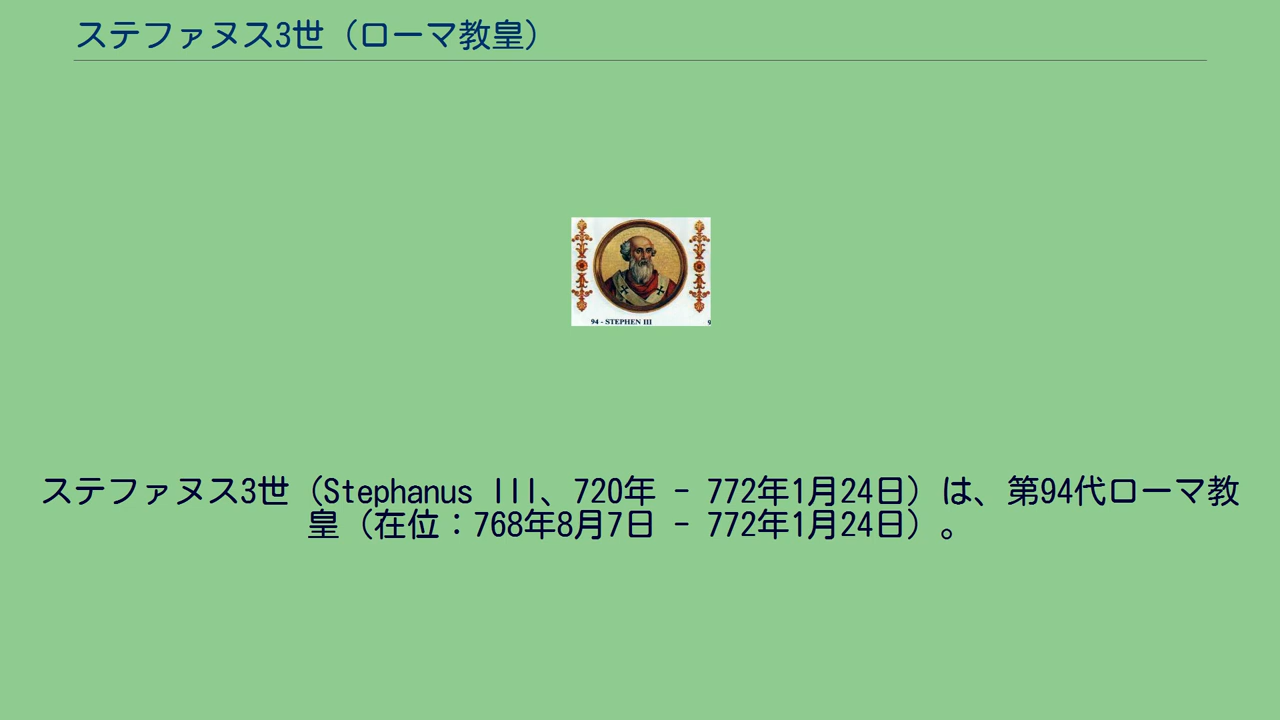 ステファヌス3世（ローマ教皇）
94 - STEPHEN III
9
ステファヌス3世（Stephanus III、720年 - 772年1月24日）は、第94代ローマ教
皇（在位：768年8月7日 - 772年1月24日）。